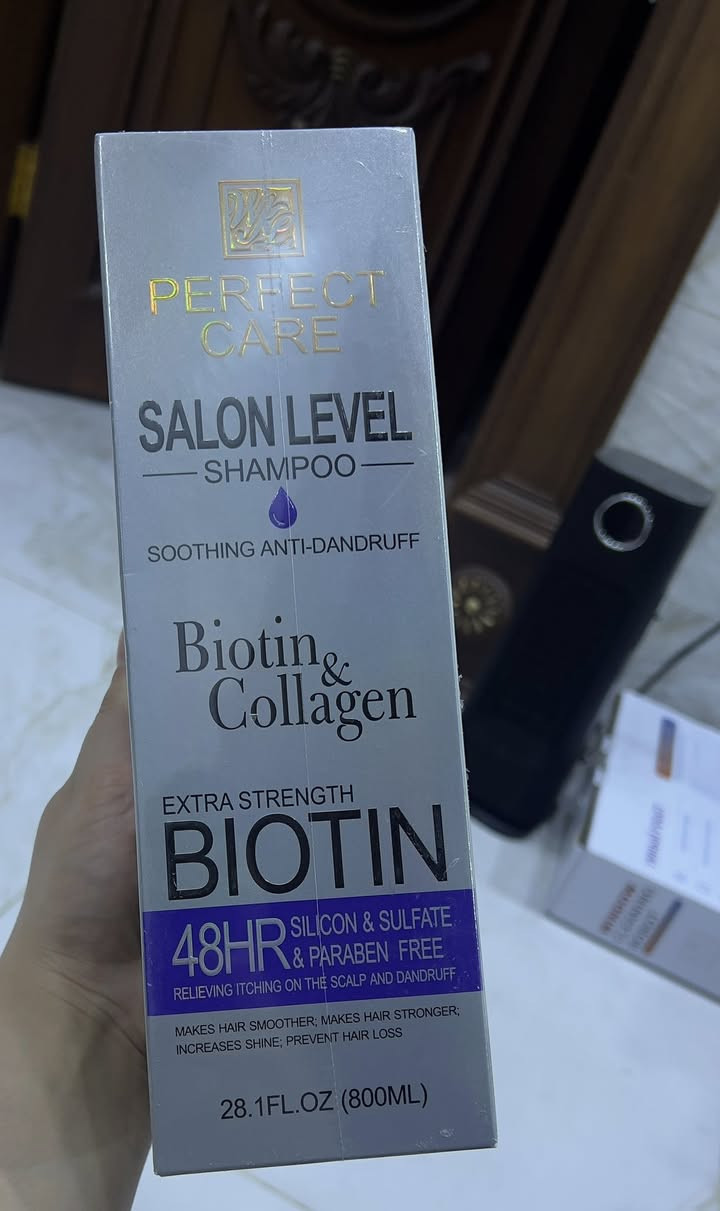 PERFECT
CARE
SALON LEVEL
SHAMPOO
SOOTHING ANTI-DANDRUFF
Biotin
&
Collagen
EXTRA STRENGTH
BIOTIN
48HR SILICON & SULFATE
& PARABEN FREE
RELIEVING ITCHING ON THE SCALP AND DANDRUFF
MAKES HAIR SMOOTHER; MAKES HAIR STRONGER;
INCREASES SHINE; PREVENT HAIR LOSS
28.1FL.OZ (800ML)